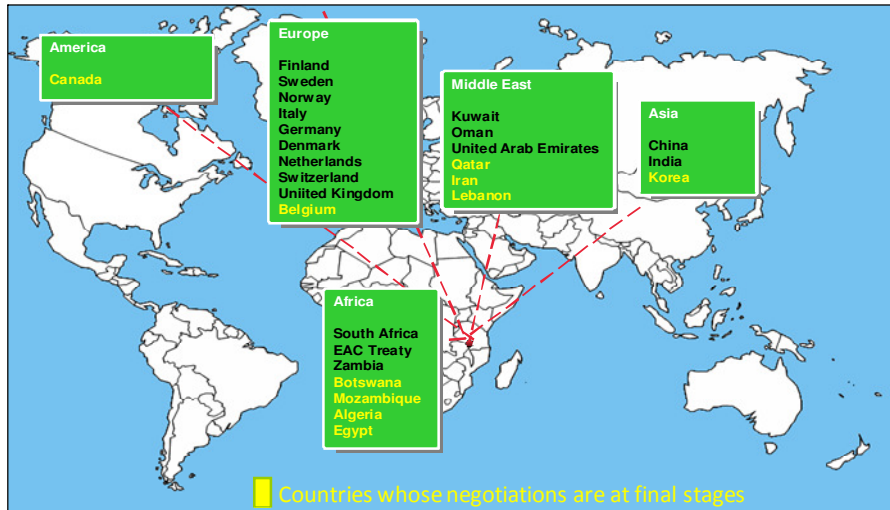 America
Canada
Europe
Finland
Sweden
Norway
Italy
Germany
Denmark
Netherlands
Switzerland
Uniited Kingdom
Belgium
Middle East
Kuwait
Oman
United Arab Emirates
Qatar
Iran
Lebanon
Asia
China
India
Korea
Africa
South Africa
EAC Treaty
Zambia
Botswana
Mozambique
Algeria
Egypt
Countries whose negotiations are at final stages